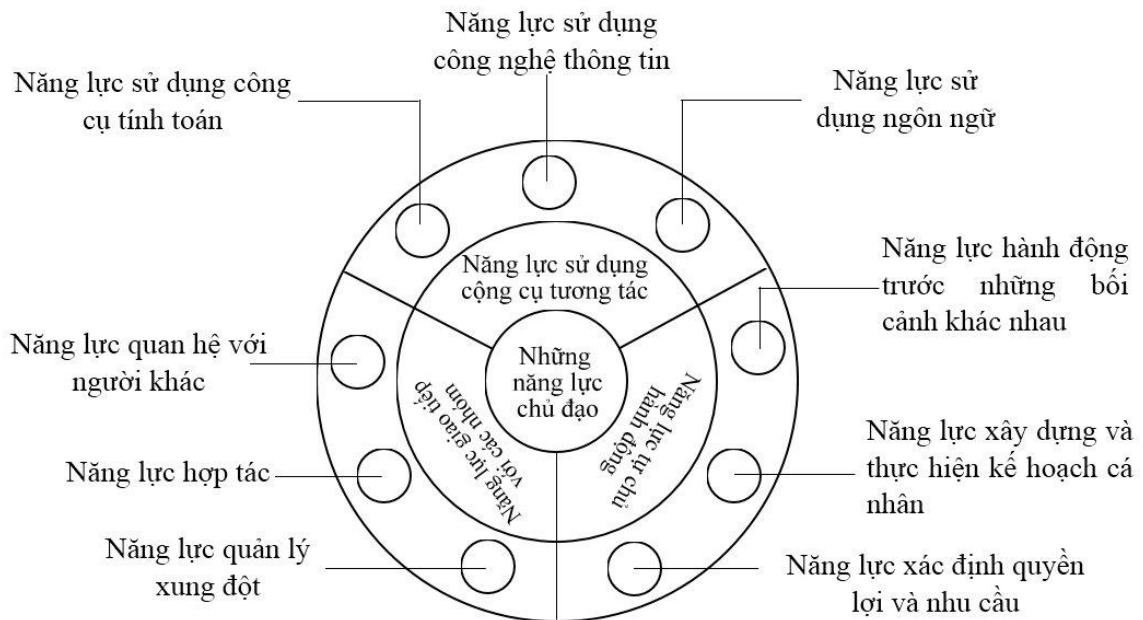 Năng lực sử dụng
công nghệ thông tin
Năng lực sử dụng công
cụ tính toán
Năng lực sử
dụng ngôn ngữ
Năng lực sử dụng
cộng cụ tương tác
Năng lực hành động
trước những bối
cảnh khác nhau
Năng lực quan hệ với
người khác
Những
năng lực
chủ đạo
Năng lực giao tiếp
với các nhóm
Năng lực tự chủ
hành động
Năng lực xây dựng và
thực hiện kế hoạch cá
nhân
Năng lực hợp tác
Năng lực quản lý
xung đột
Năng lực xác định quyền
lợi và nhu cầu